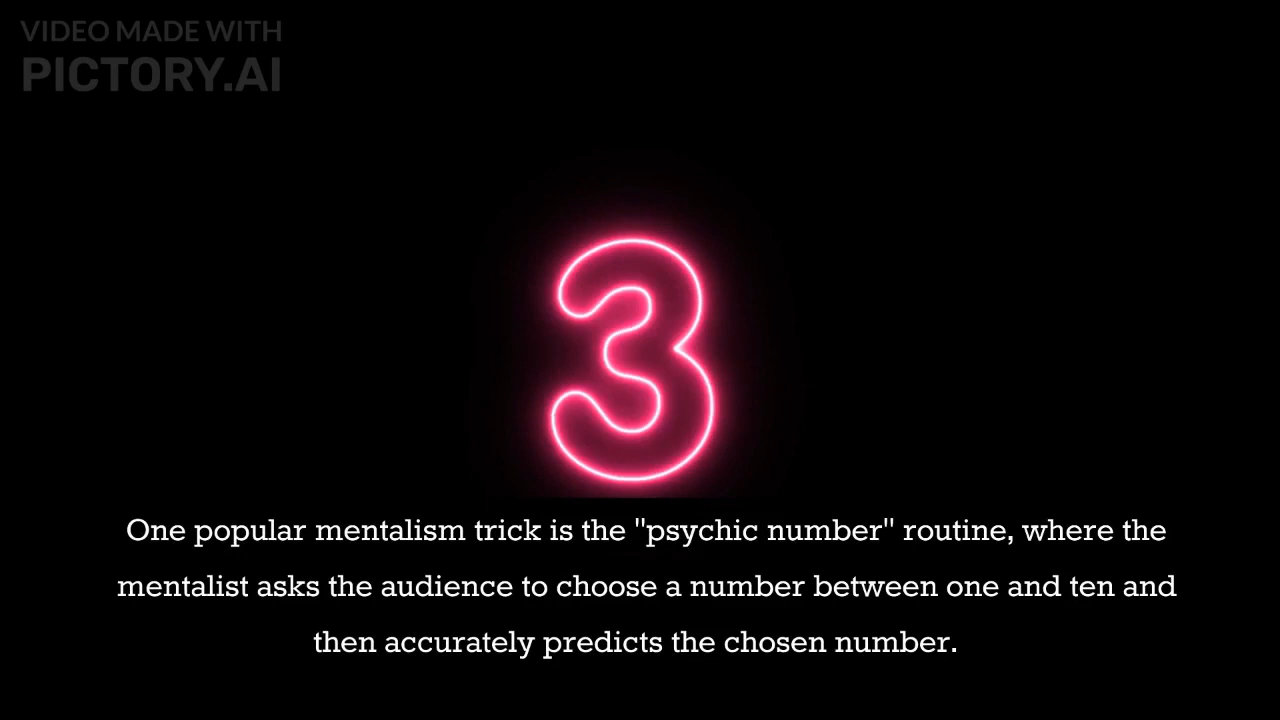 VIDEO MADE WITH
PICTORY.AI
3
One popular mentalism trick is the "psychic number" routine, where the
mentalist asks the audience to choose a number between one and ten and
then accurately predicts the chosen number.